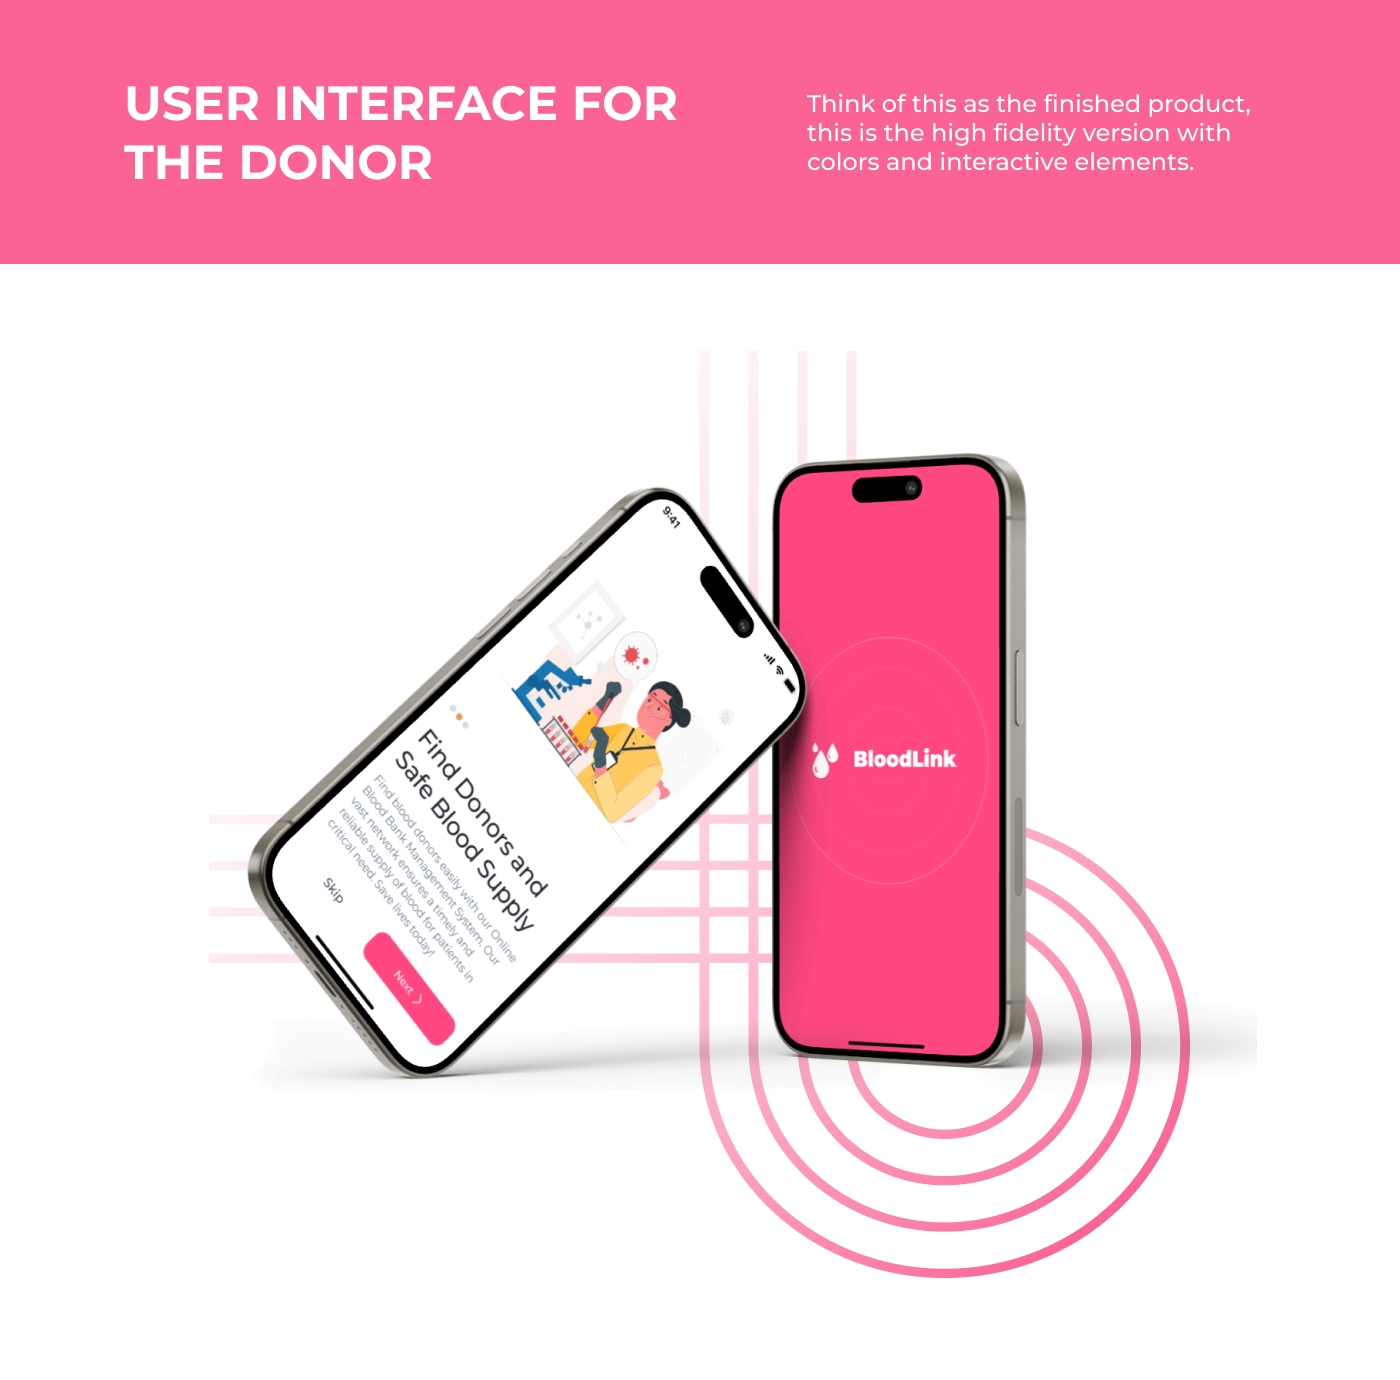 USER INTERFACE FOR
THE DONOR
Think of this as the finished product,
this is the high fidelity version with
colors and interactive elements.
9:41
Find Donors and
Safe Blood Supply
Find blood donors easily with our Online
Blood Bank Management System. Our
vast network ensures a timely and
reliable supply of blood for patients in
critical need. Save lives today!
Skip
Next
BloodLink